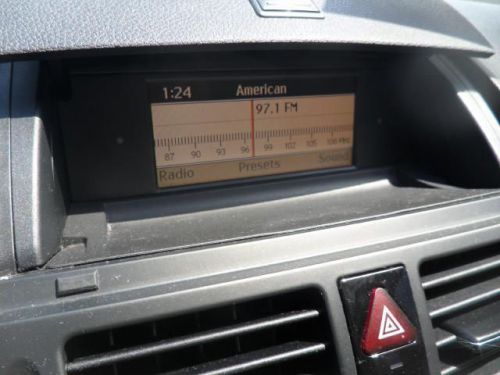 1:24 American
97.1 FM
87 90 93 96 99 102 105 108 MHz
Radio Presets Sound